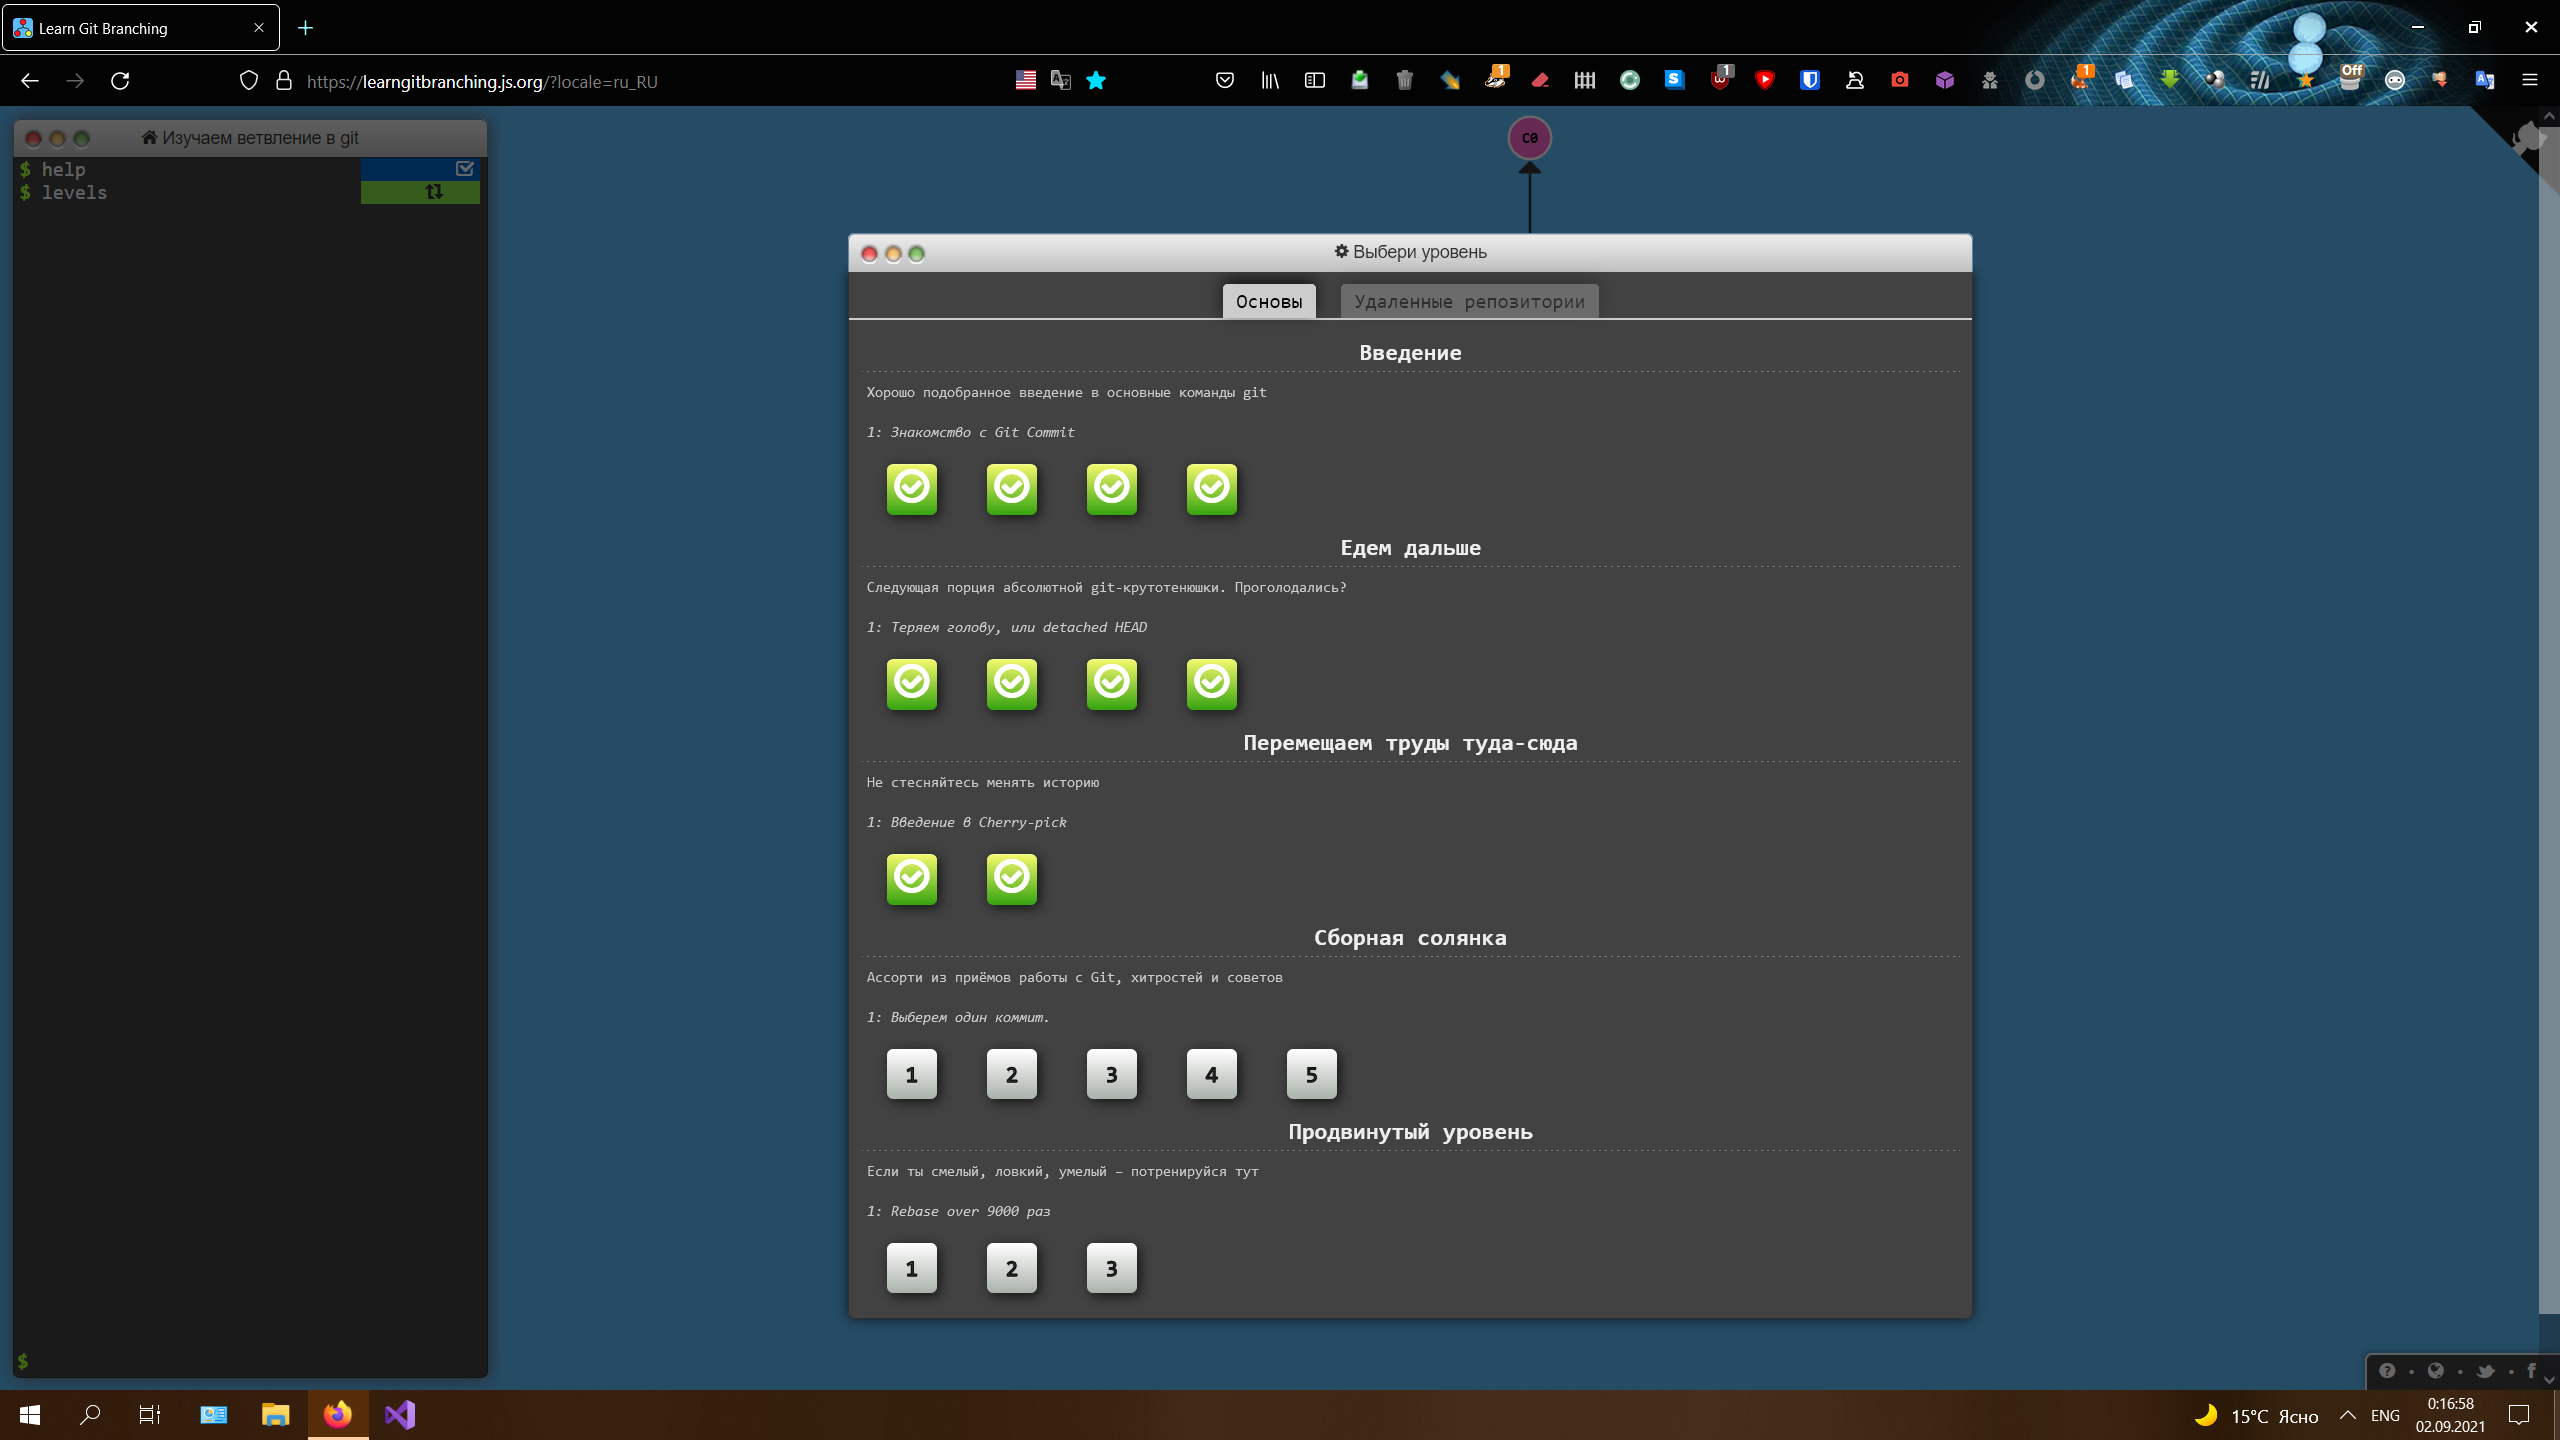 Learn Git Branching
https://learngitbranching.js.org/?locale=ru_RU
1
1
1
Off
Изучаем ветвление в git
$ help
$ levels
C0
Выбери уровень
Основы
Удаленные репозитории
Введение
Хорошо подобранное введение в основные команды git
1: Знакомство с Git Commit
Едем дальше
Следующая порция абсолютной git-крутотенюшки. Проголодались?
1: Теряем голову, или detached HEAD
Перемещаем труды туда-сюда
Не стесняйтесь менять историю
1: Введение в Cherry-pick
Сборная солянка
Ассорти из приёмов работы с Git, хитростей и советов
1: Выберем один коммит.
1 2 3 4 5
Продвинутый уровень
Если ты смелый, ловкий, умелый – потренируйся тут
1: Rebase over 9000 раз
1 2 3
$
15°C Ясно
ENG
0:16:58
02.09.2021